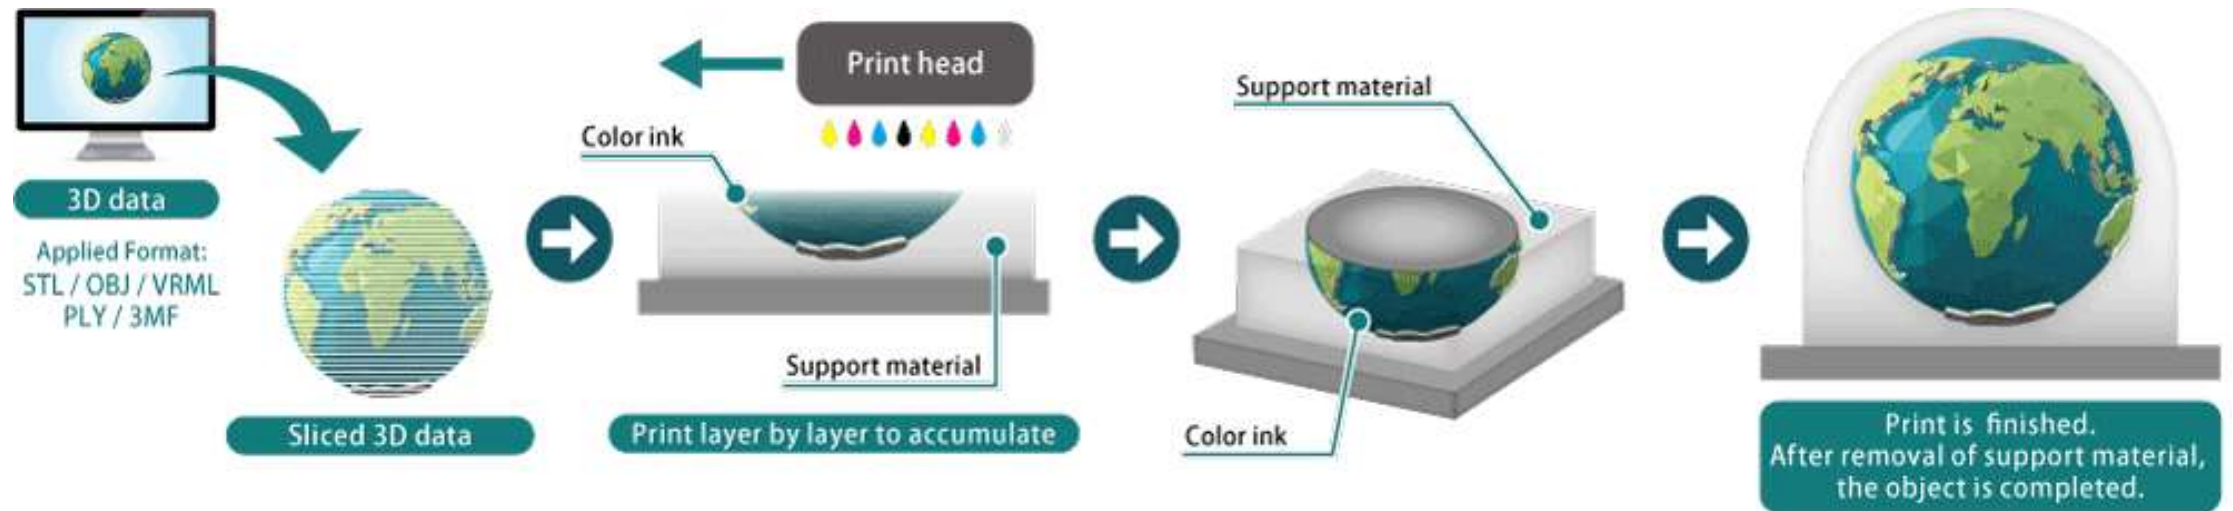 3D data
Applied Format:
STL / OBJ / VRML
PLY / 3MF
Sliced 3D data
Print head
Color ink
Support material
Print layer by layer to accumulate
Support material
Color ink
Print is finished.
After removal of support material,
the object is completed.